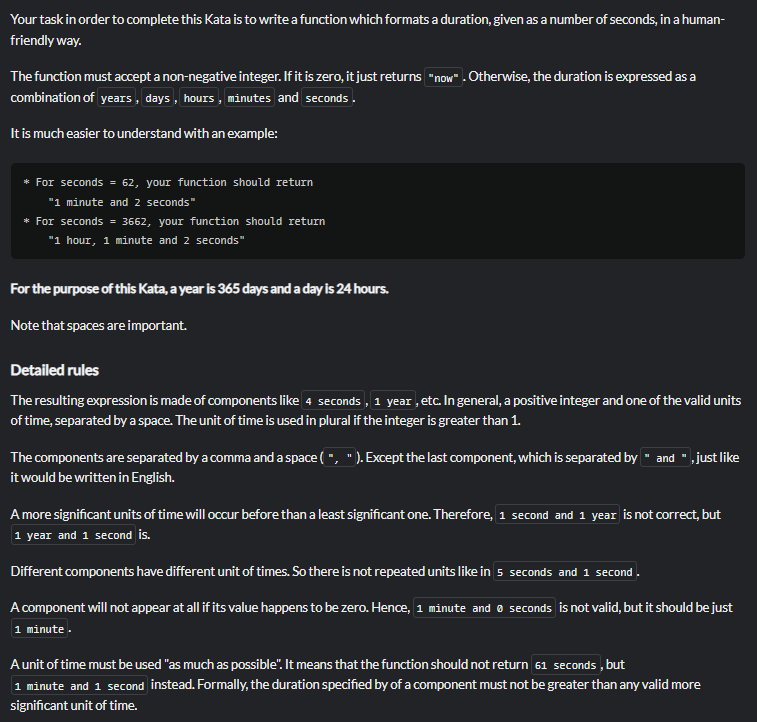 Your task in order to complete this Kata is to write a function which formats a duration, given as a number of seconds, in a human-
friendly way.
The function must accept a non-negative integer. If it is zero, it just returns "now". Otherwise, the duration is expressed as a
combination of years, days, hours, minutes and seconds.
It is much easier to understand with an example:
* For seconds = 62, your function should return
"1 minute and 2 seconds"
* For seconds = 3662, your function should return
"1 hour, 1 minute and 2 seconds"
For the purpose of this Kata, a year is 365 days and a day is 24 hours.
Note that spaces are important.
Detailed rules
The resulting expression is made of components like 4 seconds, 1 year, etc. In general, a positive integer and one of the valid units
of time, separated by a space. The unit of time is used in plural if the integer is greater than 1.
The components are separated by a comma and a space (", "). Except the last component, which is separated by " and ", just like
it would be written in English.
A more significant units of time will occur before than a least significant one. Therefore, 1 second and 1 year is not correct, but
1 year and 1 second is.
Different components have different unit of times. So there is not repeated units like in 5 seconds and 1 second.
A component will not appear at all if its value happens to be zero. Hence, 1 minute and 0 seconds is not valid, but it should be just
1 minute.
A unit of time must be used "as much as possible". It means that the function should not return 61 seconds, but
1 minute and 1 second instead. Formally, the duration specified by of a component must not be greater than any valid more
significant unit of time.